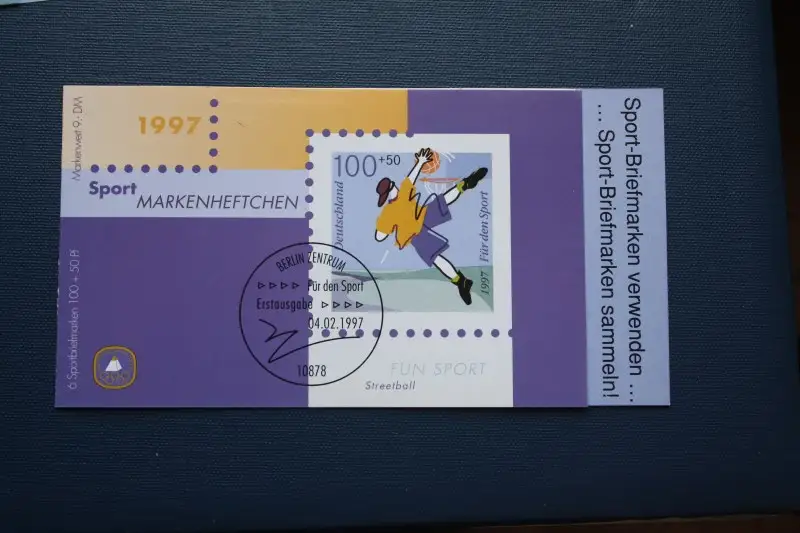 Markenwert 9,- DM
1997
Sport
MARKENHEFTCHEN
6 Sportbriefmarken 100 + 50 Pf
100 +50
Deutschland
1997 Für den Sport
BERLIN ZENTRUM
Für den Sport
Erstausgabe
04.02.1997
10878
FUN SPORT
Streetball
Sport-Briefmarken verwenden ...
... Sport-Briefmarken sammeln!